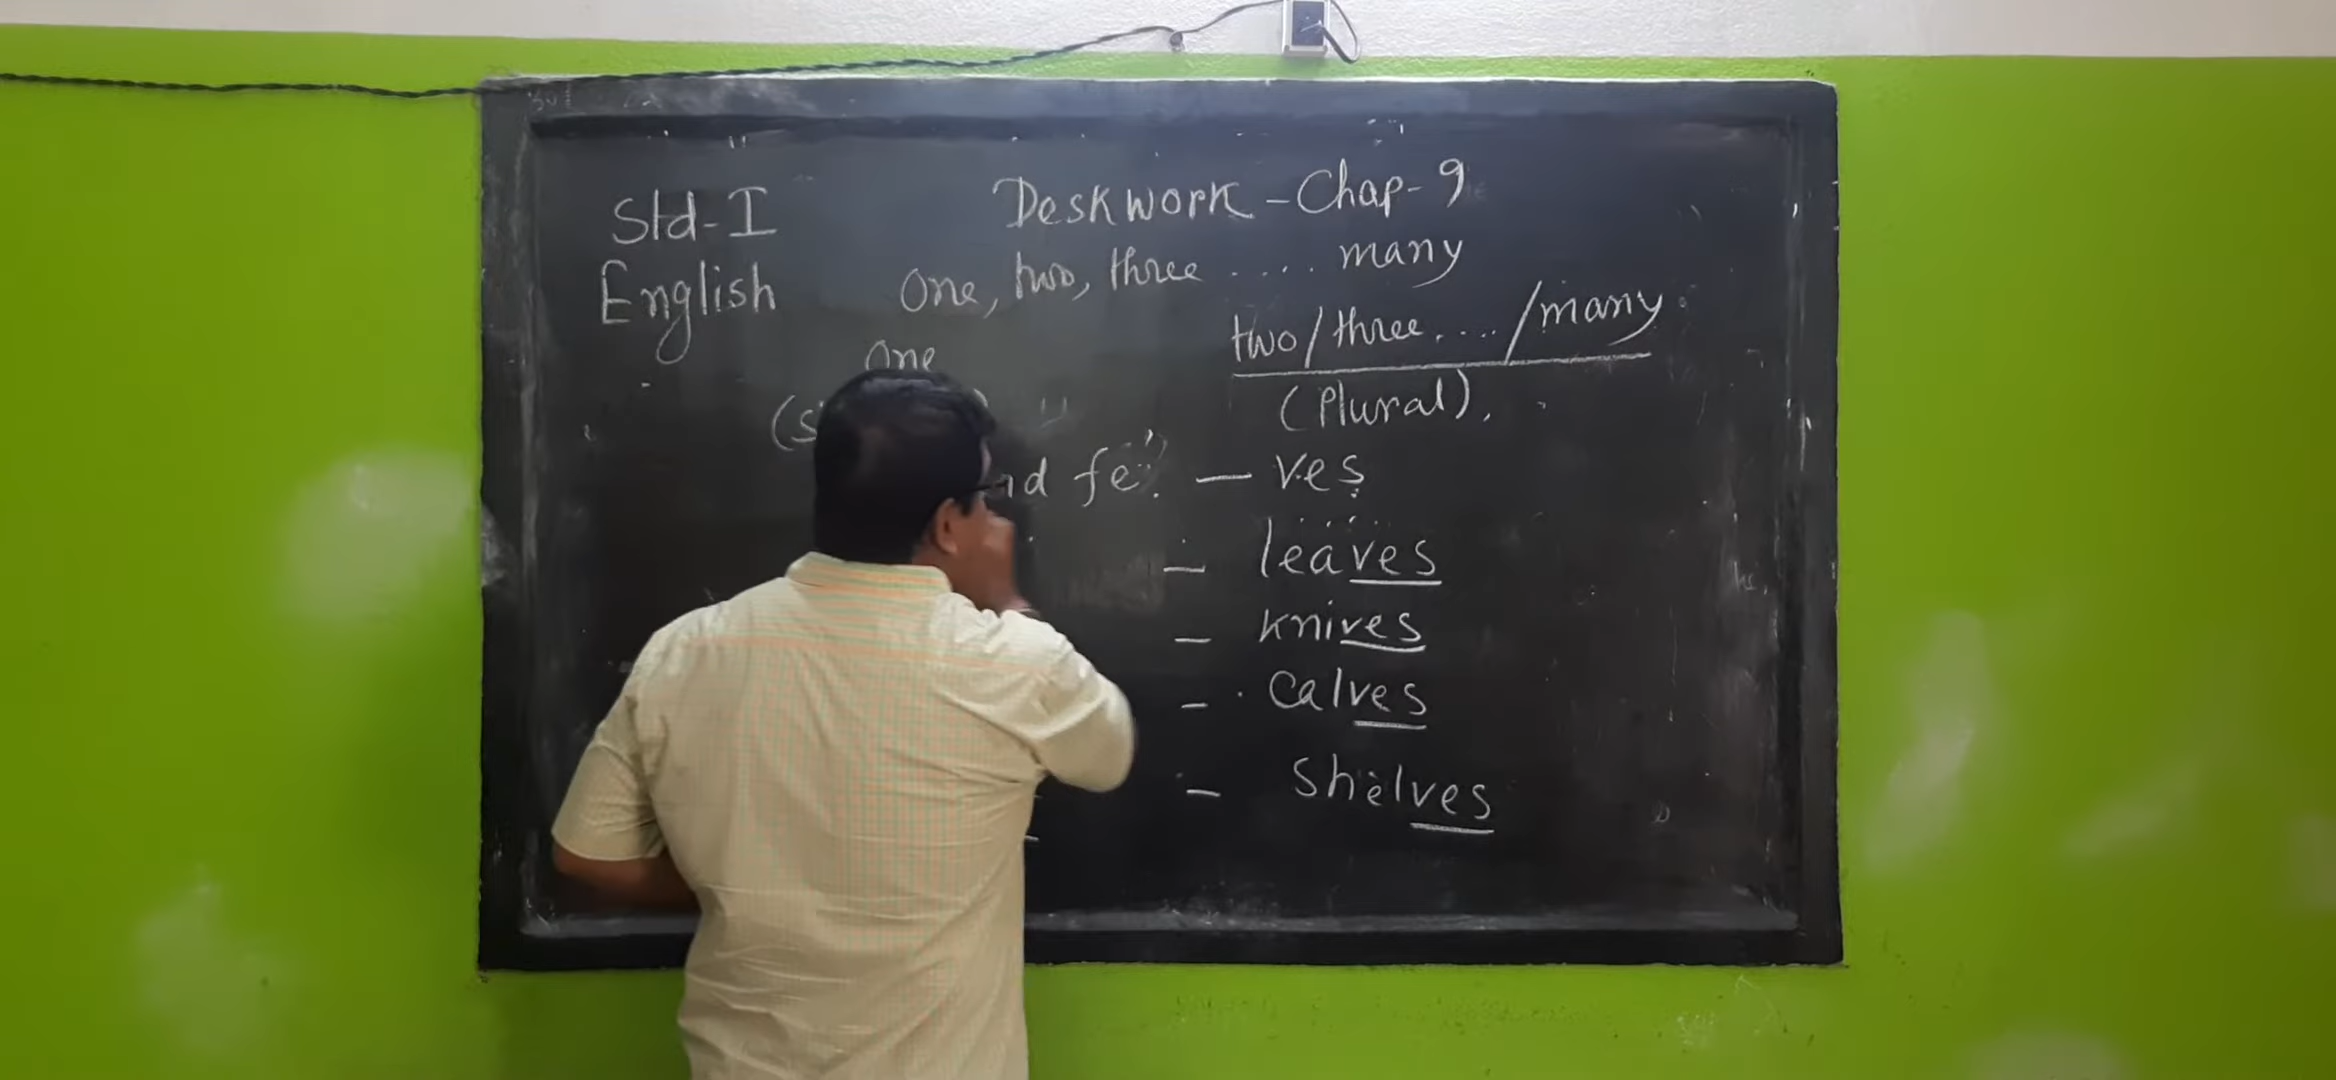 Std-I
Deskwork - Chap-9
English
One, two, three .... many
One
two/three..../many
(Plural).
fe. — ves
- leaves
- knives
- calves
- shelves